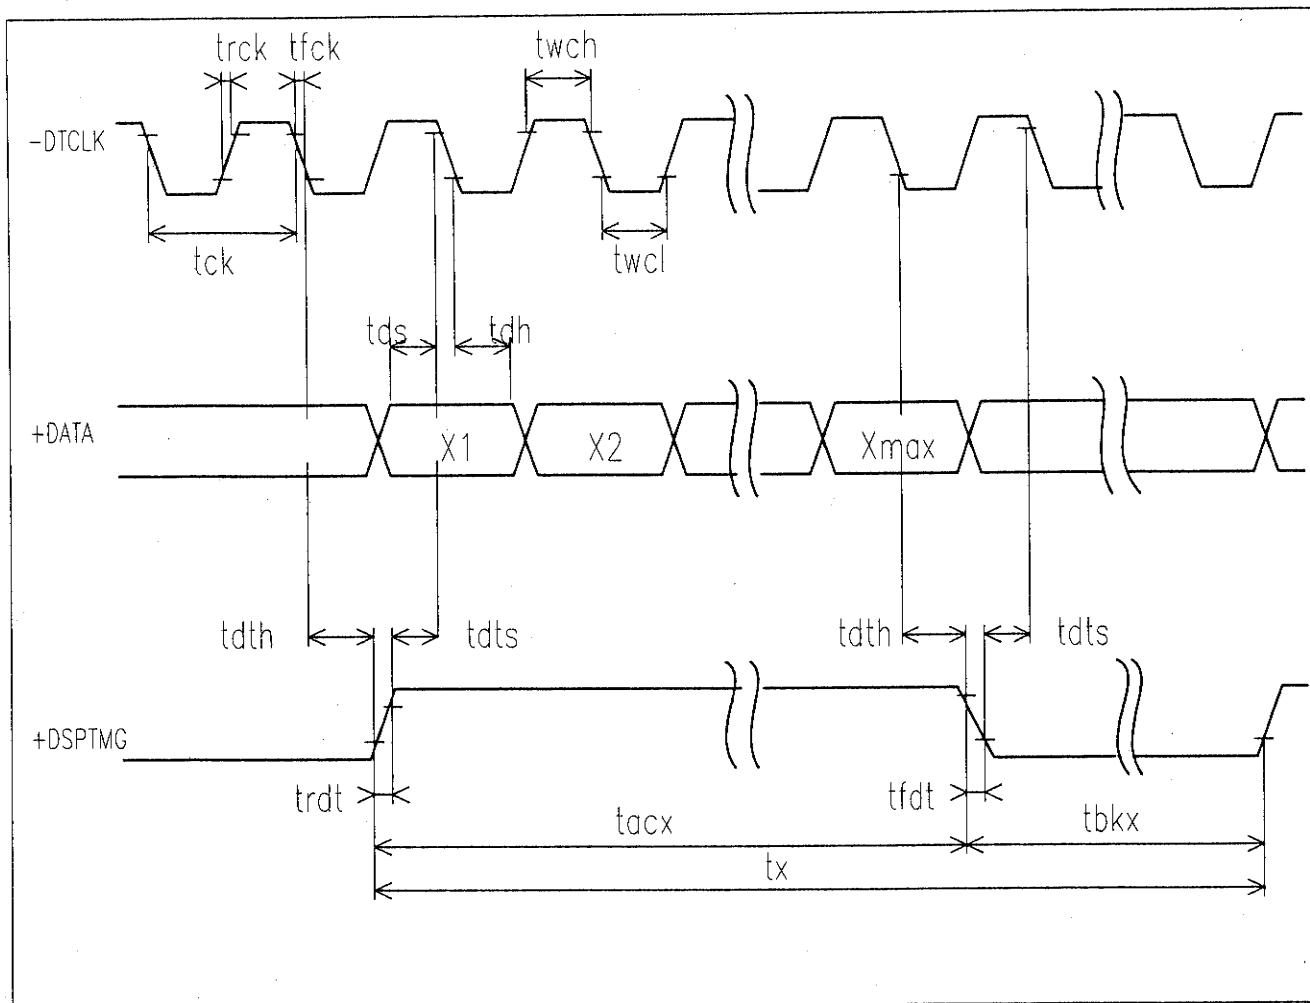 trck tfck twch
-DTCLK
tck twcl
tds tdh
+DATA X1 X2 Xmax
tdth tdts tdth tdts
+DSPTMG
trdt tfdt
tacx tbkx
tx